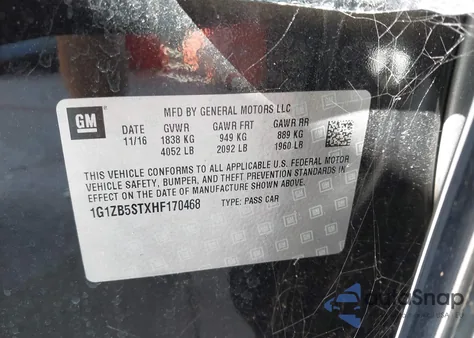 GM
MFD BY GENERAL MOTORS LLC
DATE GVWR GAWR FRT GAWR RR
11/16 1838 KG 949 KG 889 KG
4052 LB 2092 LB 1960 LB
THIS VEHICLE CONFORMS TO ALL APPLICABLE U.S. FEDERAL MOTOR
VEHICLE SAFETY, BUMPER, AND THEFT PREVENTION STANDARDS IN
EFFECT ON THE DATE OF MANUFACTURE SHOWN ABOVE.
1G1ZB5STXHF170468 TYPE: PASS CAR
AutoSnap